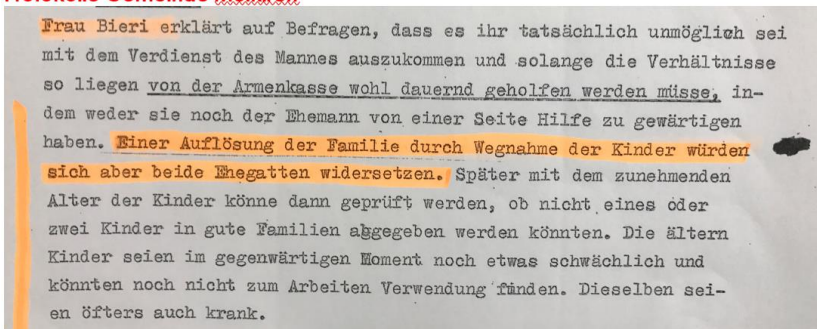 Frau Bieri erklärt auf Befragen, dass es ihr tatsächlich unmöglich sei
mit dem Verdienst des Mannes auszukommen und solange die Verhältnisse
so liegen von der Armenkasse wohl dauernd geholfen werden müsse, in-
dem weder sie noch der Ehemann von einer Seite Hilfe zu gewärtigen
haben. Einer Auflösung der Familie durch Wegnahme der Kinder würden
sich aber beide Ehegatten widersetzen. Später mit dem zunehmenden
Alter der Kinder könne dann geprüft werden, ob nicht eines oder
zwei Kinder in gute Familien abgegeben werden könnten. Die ältern
Kinder seien im gegenwärtigen Moment noch etwas schwächlich und
könnten noch nicht zum Arbeiten Verwendung finden. Dieselben sei-
en öfters auch krank.